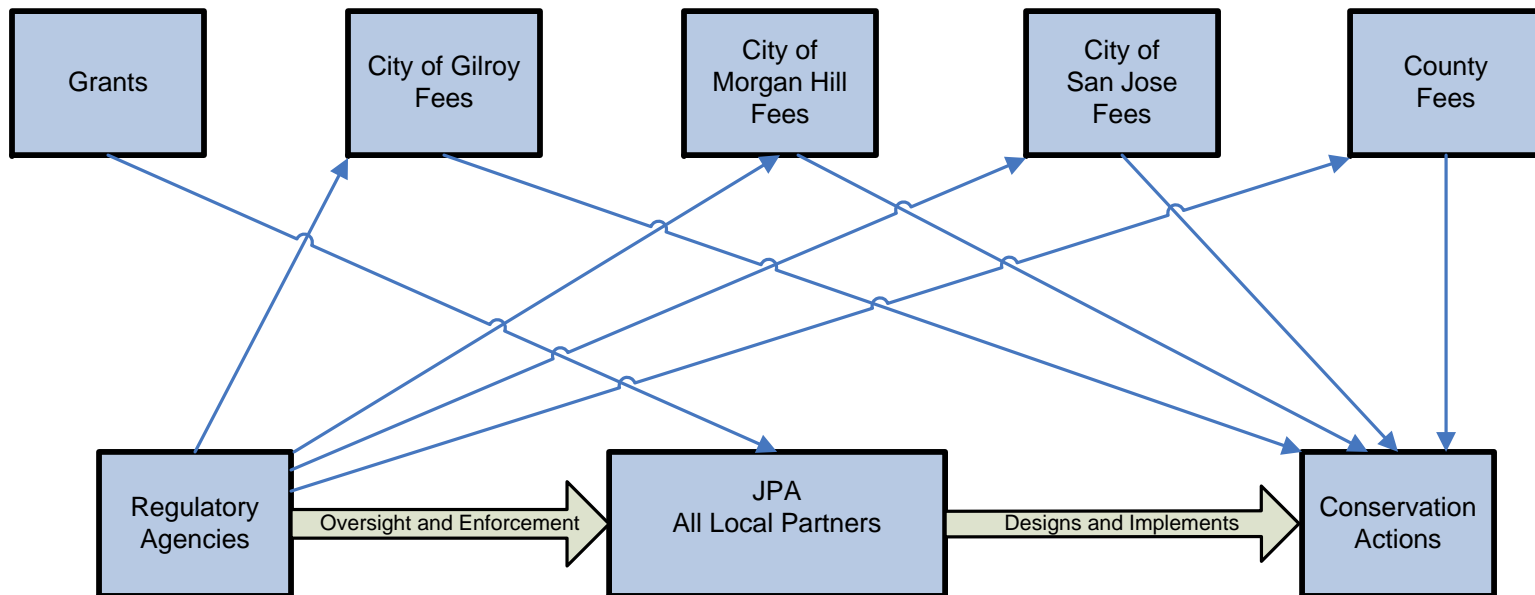 Grants
City of Gilroy
Fees
City of
Morgan Hill
Fees
City of
San Jose
Fees
County
Fees
Regulatory
Agencies
Oversight and Enforcement
JPA
All Local Partners
Designs and Implements
Conservation
Actions